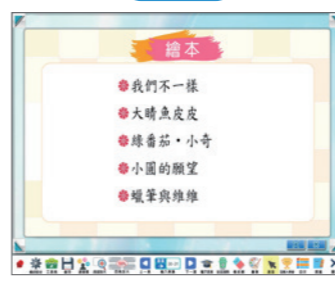 繪本
我們不一樣
大晴魚皮皮
綠番茄・小奇
小圓的願望
蠟筆與維維